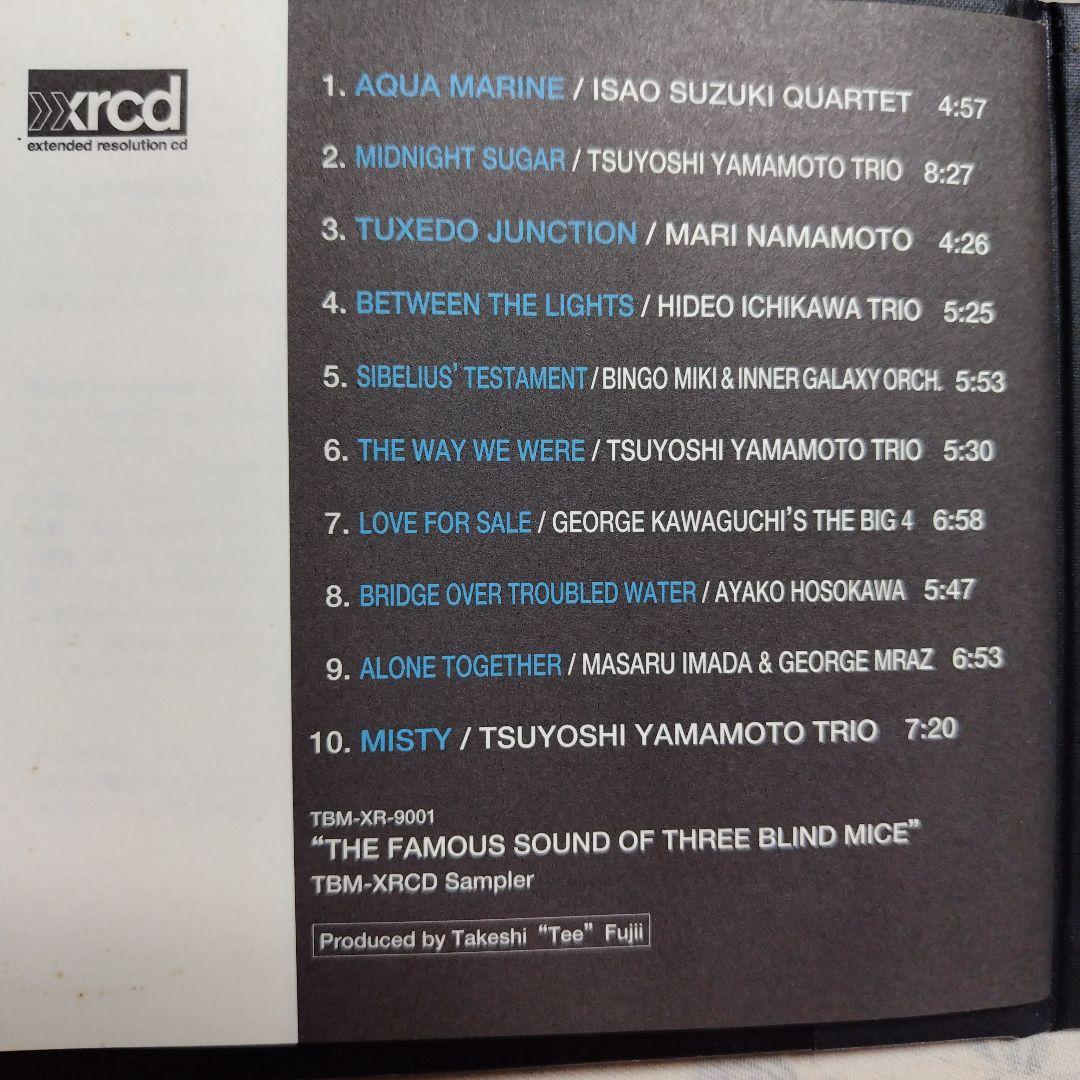 xrcd
extended resolution cd
1. AQUA MARINE / ISAO SUZUKI QUARTET 4:57
2. MIDNIGHT SUGAR / TSUYOSHI YAMAMOTO TRIO 8:27
3. TUXEDO JUNCTION / MARI NAMAMOTO 4:26
4. BETWEEN THE LIGHTS / HIDEO ICHIKAWA TRIO 5:25
5. SIBELIUS' TESTAMENT / BINGO MIKI & INNER GALAXY ORCH. 5:53
6. THE WAY WE WERE / TSUYOSHI YAMAMOTO TRIO 5:30
7. LOVE FOR SALE / GEORGE KAWAGUCHI'S THE BIG 4 6:58
8. BRIDGE OVER TROUBLED WATER / AYAKO HOSOKAWA 5:47
9. ALONE TOGETHER / MASARU IMADA & GEORGE MRAZ 6:53
10. MISTY / TSUYOSHI YAMAMOTO TRIO 7:20
TBM-XR-9001
“THE FAMOUS SOUND OF THREE BLIND MICE”
TBM-XRCD Sampler
Produced by Takeshi “Tee” Fujii